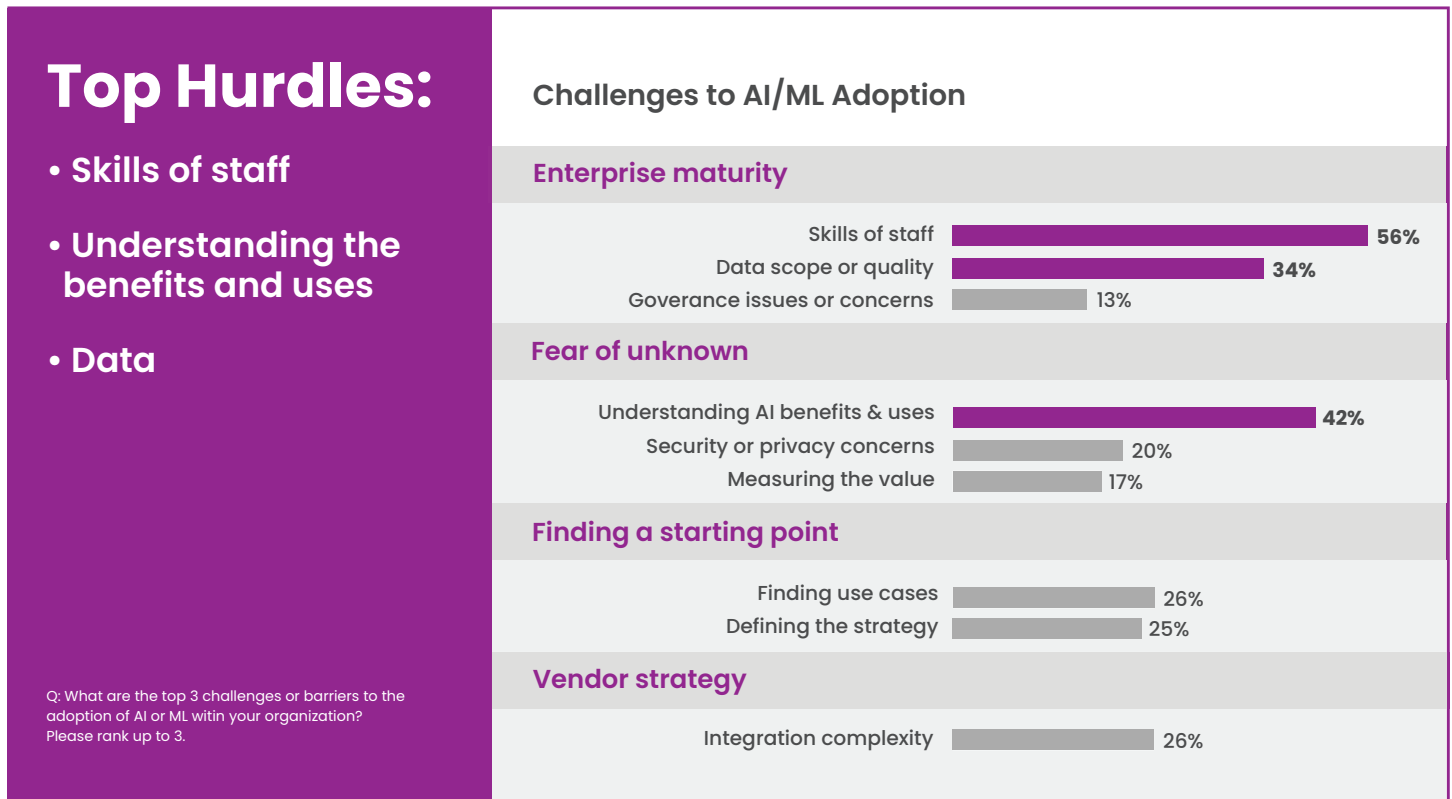 Top Hurdles:
• Skills of staff
• Understanding the
benefits and uses
• Data
Q: What are the top 3 challenges or barriers to the
adoption of AI or ML witin your organization?
Please rank up to 3.
Challenges to AI/ML Adoption
Enterprise maturity
Skills of staff 56%
Data scope or quality 34%
Goverance issues or concerns 13%
Fear of unknown
Understanding AI benefits & uses 42%
Security or privacy concerns 20%
Measuring the value 17%
Finding a starting point
Finding use cases 26%
Defining the strategy 25%
Vendor strategy
Integration complexity 26%